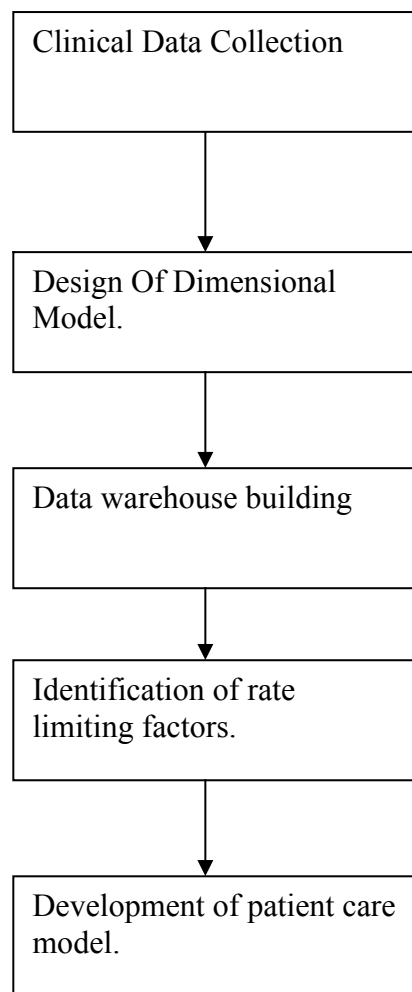 Clinical Data Collection
Design Of Dimensional
Model.
Data warehouse building
Identification of rate
limiting factors.
Development of patient care
model.